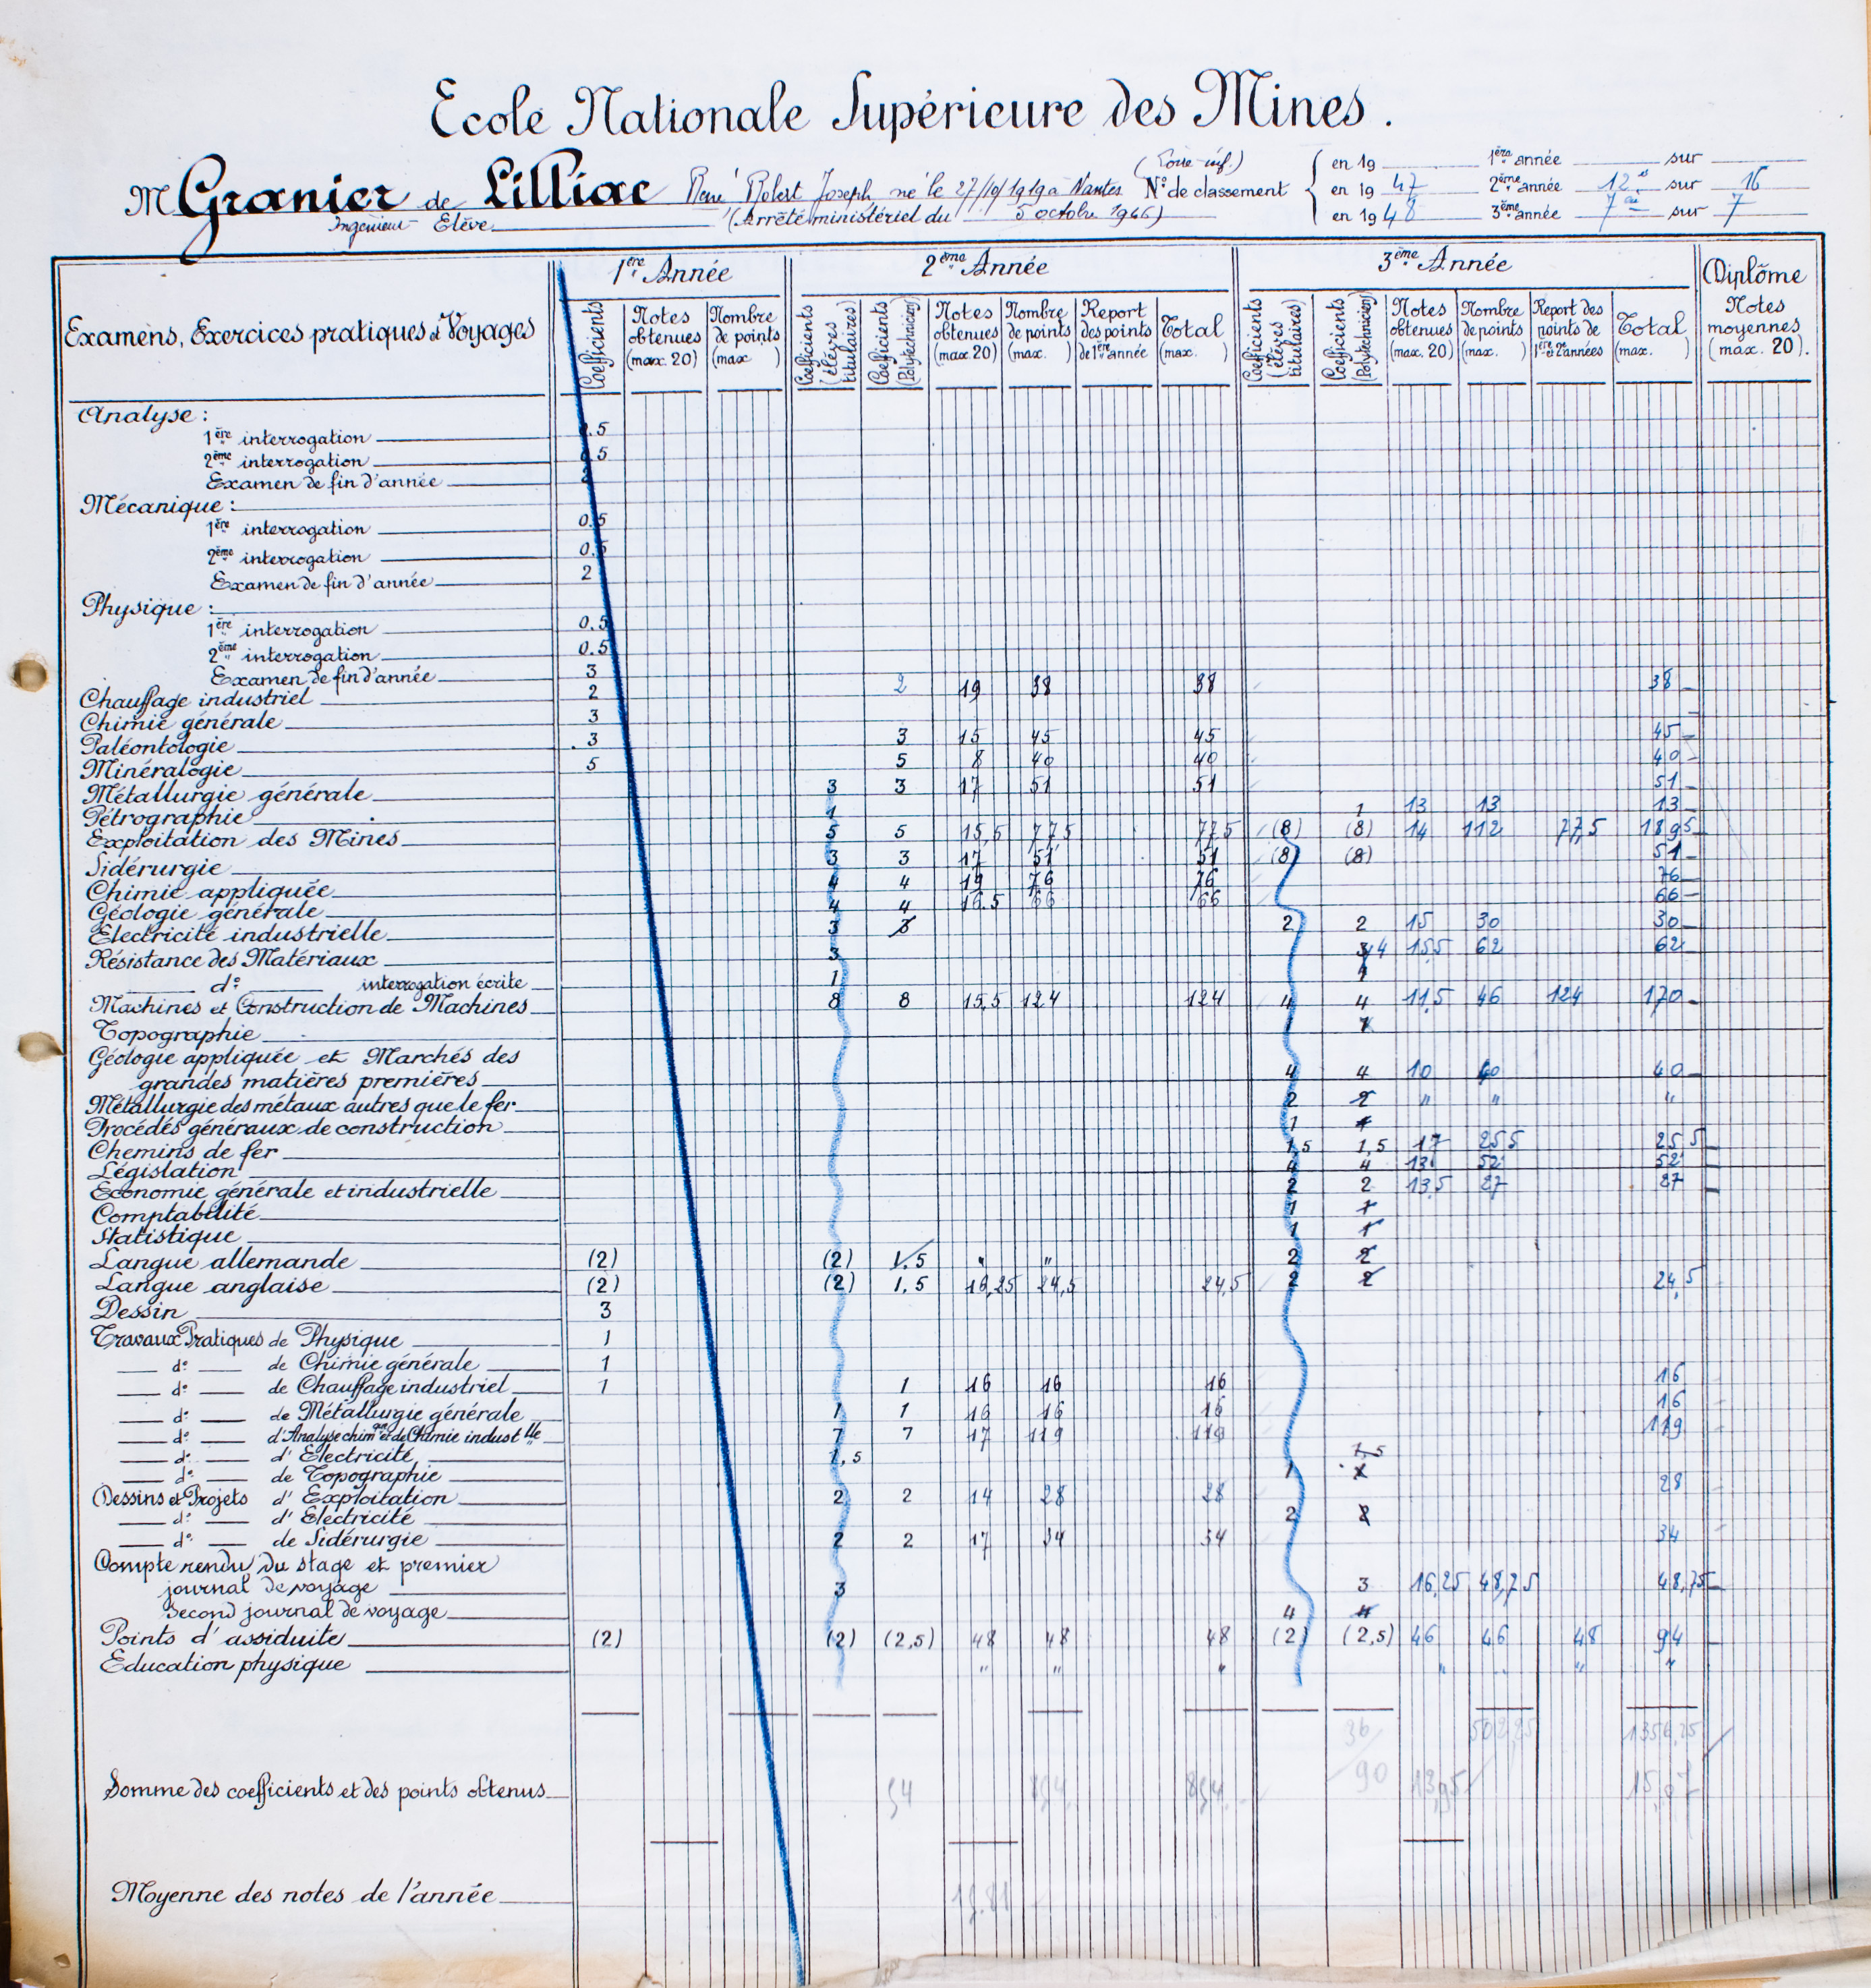 Ecole Nationale Supérieure des Mines.
M Granier de Lilliac René Robert Joseph né le 27/10/1919 à Nantes (Loire-inf.)
Ingénieur-Elève (Arrêté ministériel du 5 octobre 1946)
N° de classement
en 19 1ère année sur
en 1947 2ème année 12e sur 16
en 1948 3ème année 7e sur 7
Examens, Exercices pratiques et Voyages
1ère Année
Coefficients
Notes obtenues (max. 20)
Nombre de points (max )
2ème Année
Coefficients (élèves titulaires)
Coefficients (Polytechniciens)
Notes obtenues (max. 20)
Nombre de points (max. )
Report des points de 1ère année
Total (max. )
3ème Année
Coefficients (élèves titulaires)
Coefficients (Polytechniciens)
Notes obtenues (max. 20)
Nombre de points (max. )
Report des points de 1ère et 2e années
Total (max. )
Diplôme
Notes moyennes (max. 20).
Analyse :
1ère interrogation .5
2ème interrogation .5
Examen de fin d'année 2
Mécanique :
1ère interrogation 0.5
2ème interrogation 0.5
Examen de fin d'année 2
Physique :
1ère interrogation 0.5
2ème interrogation 0.5
Examen de fin d'année 3
Chauffage industriel 2 2 19 38 38 38
Chimie générale 3
Paléontologie 3 3 15 45 45 45
Minéralogie 5 5 8 40 40 40
Métallurgie générale 3 3 17 51 51 51
Pétrographie 1 1 13 13 13
Exploitation des Mines 5 5 15,5 77,5 77,5 (8) (8) 14 112 77,5 189,5
Sidérurgie 3 3 17 51 51 (8) (8) 51
Chimie appliquée 4 4 19 76 76 76
Géologie générale 4 4 16.5 66 66 66
Electricité industrielle 3 3 2 2 15 30 30
Résistance des Matériaux 3 3 4 15,5 62 62
d° interrogation écrite 1 1
Machines et Construction de Machines 8 8 15,5 124 124 4 4 11,5 46 124 170
Topographie 1 1
Géologie appliquée et Marchés des
grandes matières premières 4 4 10 40 40
Métallurgie des métaux autres que le fer 2 2 " " "
Procédés généraux de construction 1 1
Chemins de fer 1,5 1,5 17 25,5 25,5
Législation 4 4 13 52 52
Economie générale et industrielle 2 2 13,5 27 27
Comptabilité 1 1
Statistique 1 1
Langue allemande (2) (2) 1.5 " " 2 2
Langue anglaise (2) (2) 1,5 16,25 24,5 24,5 2 2 24,5
Dessin 3
Travaux Pratiques de Physique 1
d° de Chimie générale 1
d° de Chauffage industriel 1 1 16 16 16 16
d° de Métallurgie générale 1 1 16 16 16 16
d° d'Analyse chim que et de Chimie indust lle 7 7 17 119 119 119
d° d'Electricité 1,5 1,5
d° de Topographie 1 1
Dessins et Projets d'Exploitation 2 2 14 28 28 28
d° d'Electricité 2 2
d° de Sidérurgie 2 2 17 34 34 34
Compte rendu du stage et premier
journal de voyage 3 3 16,25 48,75 48,75
Second journal de voyage 4 4
Points d'assiduité (2) (2) (2,5) 48 48 48 (2) (2,5) 46 46 48 94
Education physique " " " " " " "
36 502,25 1356,25
Somme des coefficients et des points obtenus 54 854 854 90 13,95 15,07
Moyenne des notes de l'année 15.81